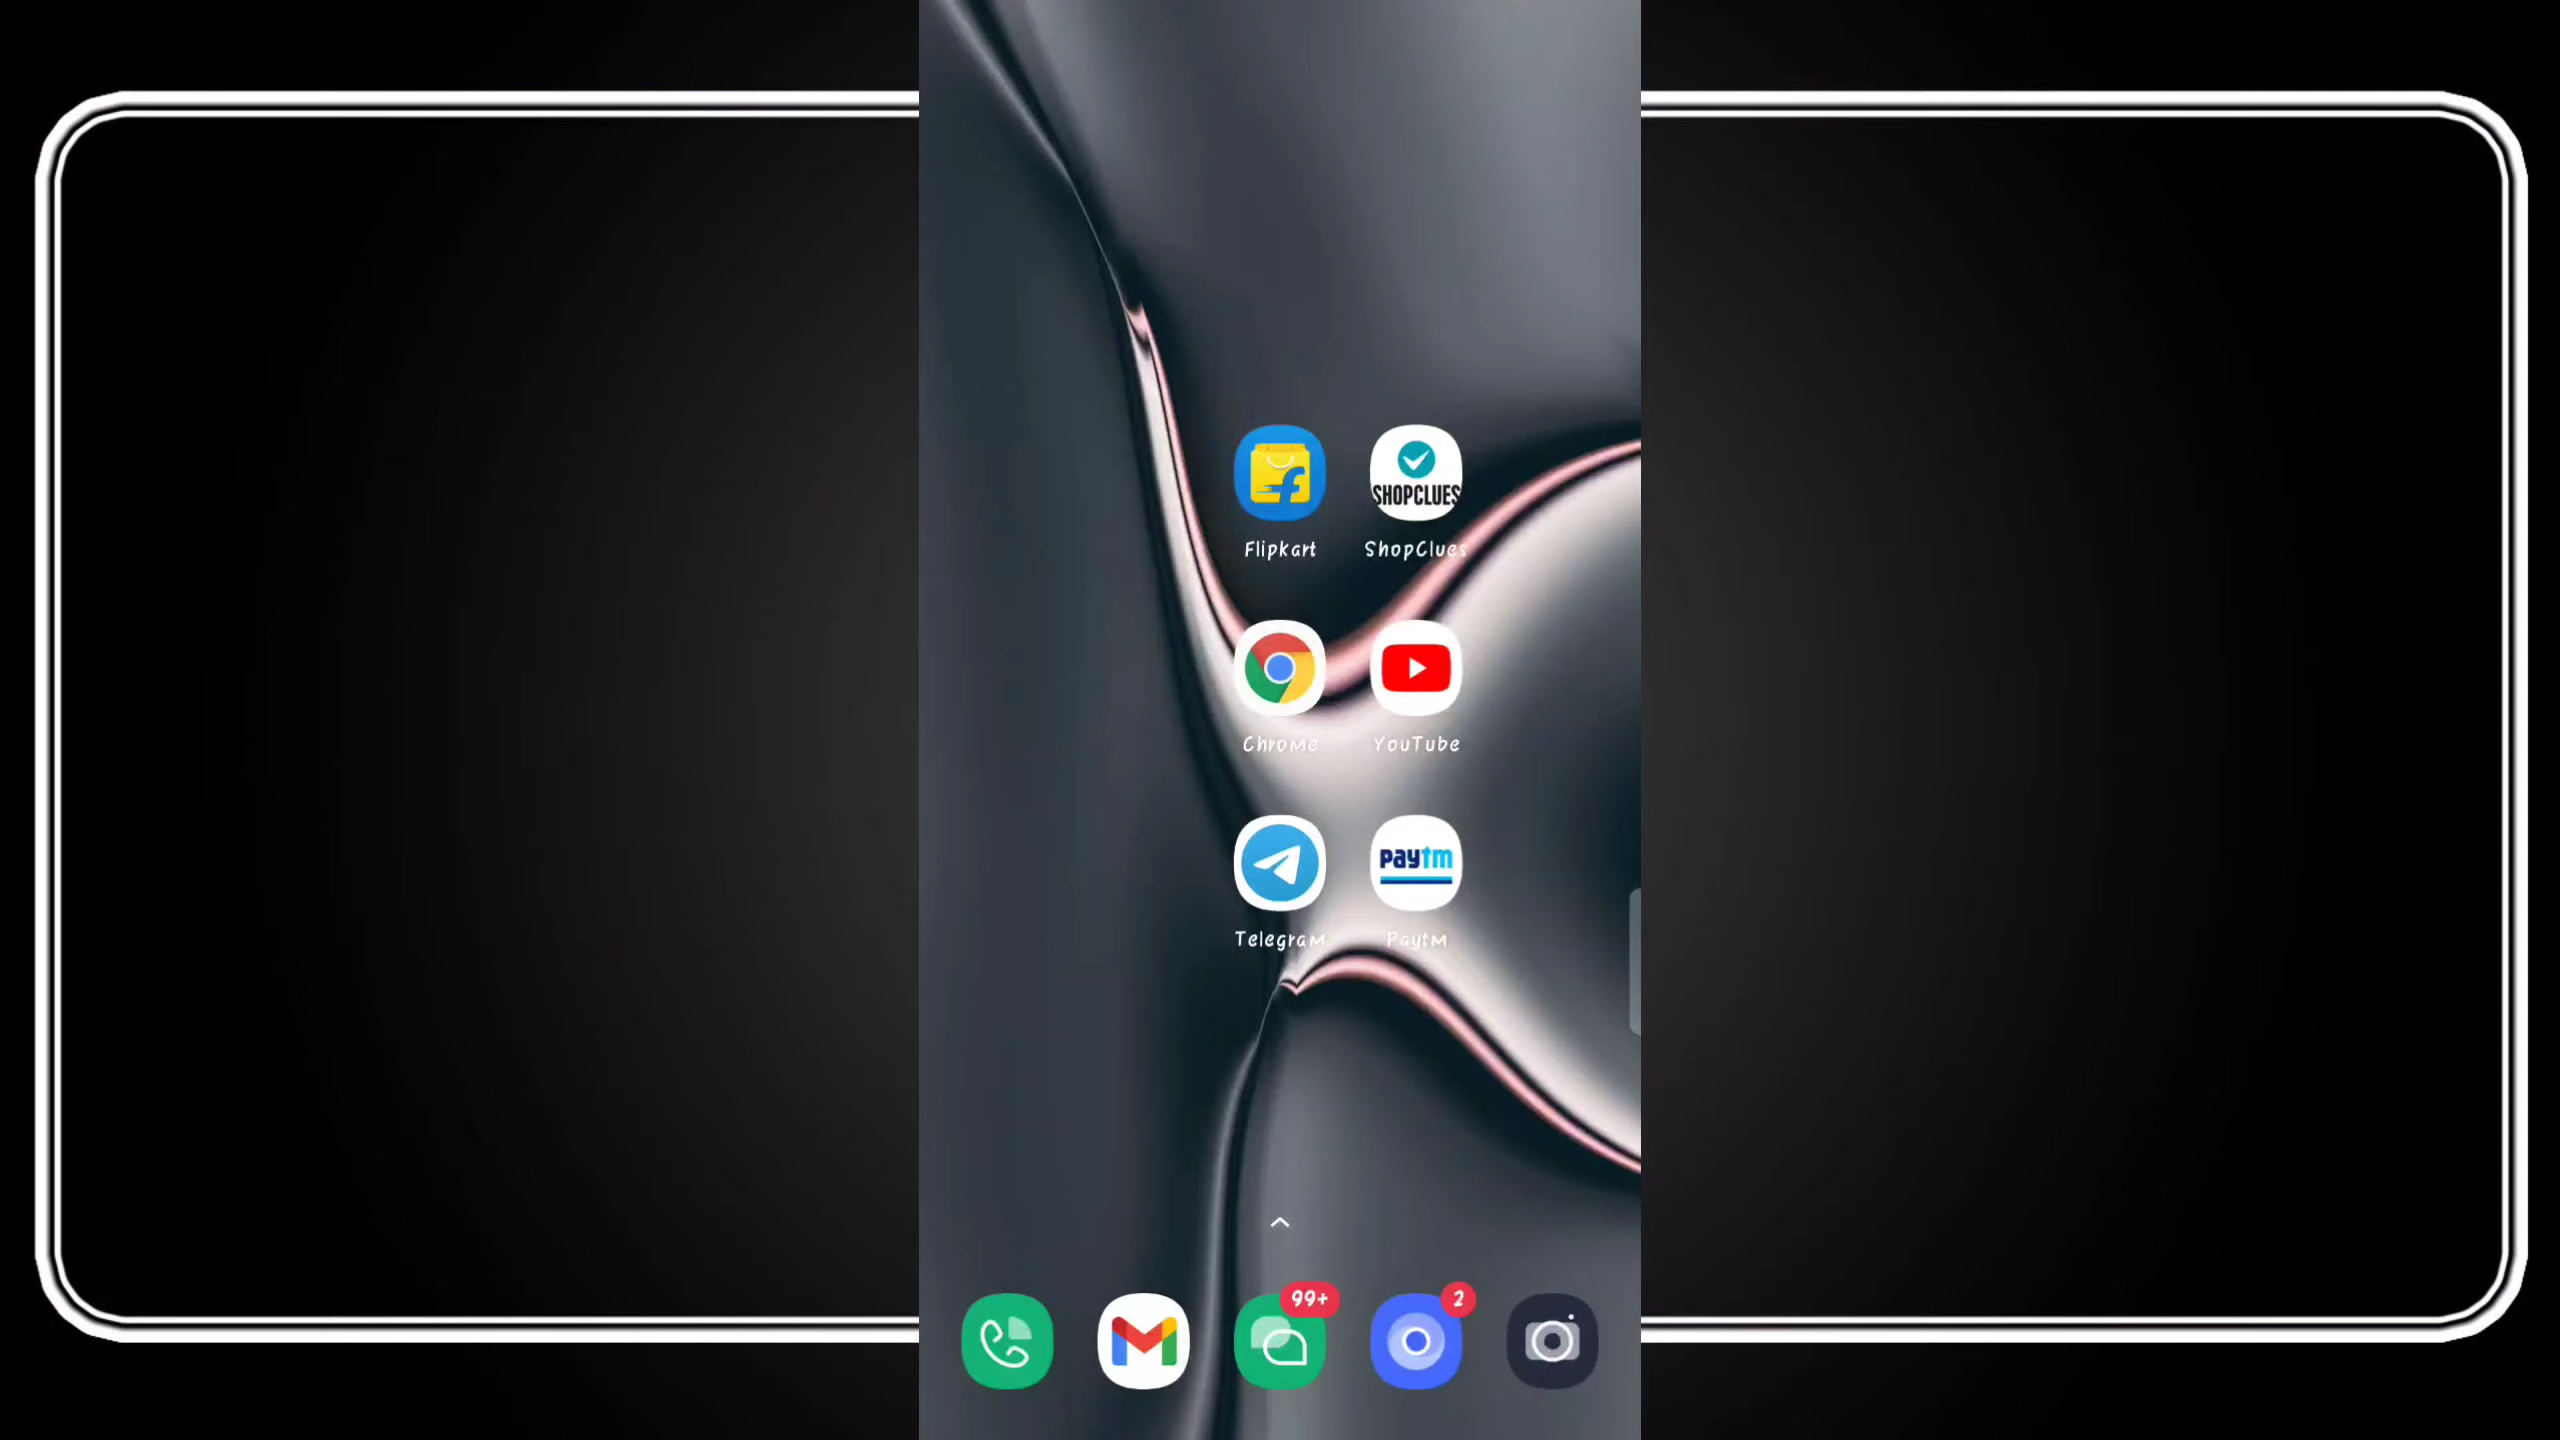 SHOPCLUES
Flipkart ShopClues
Chrome YouTube
paytm
Telegram Paytm
99+ 2